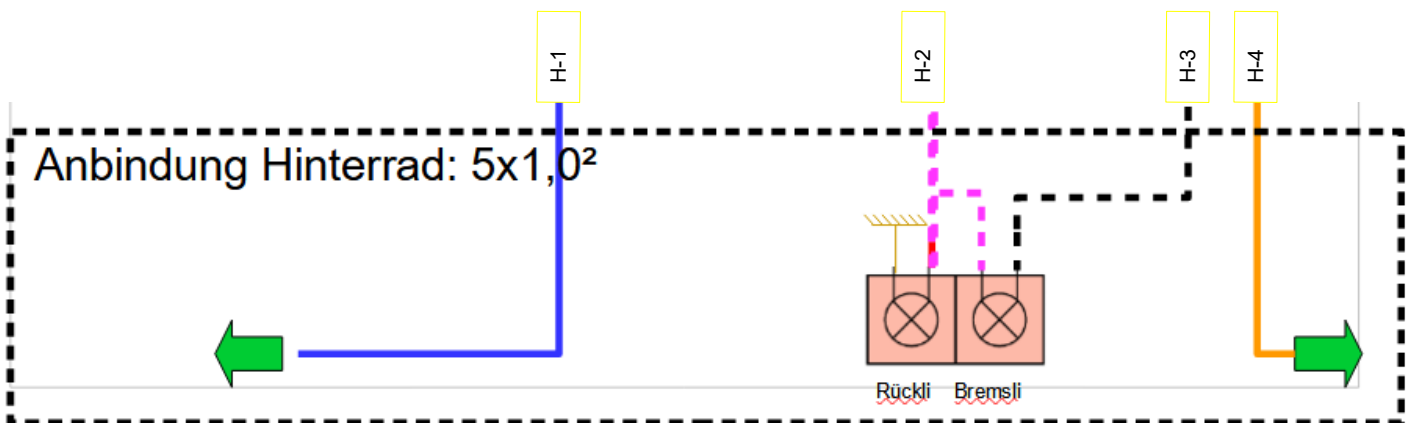 H-1
H-2
H-3
H-4
Anbindung Hinterrad: 5x1,0²
Rückli Bremsli